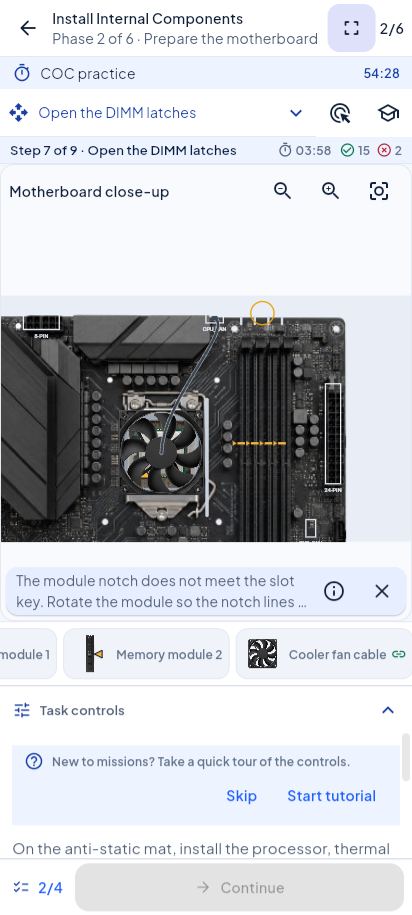 Install Internal Components
Phase 2 of 6 · Prepare the motherboard
2/6
COC practice
54:28
Open the DIMM latches
Step 7 of 9 · Open the DIMM latches
03:58
15
2
Motherboard close-up
8-PIN
CPU FAN
24-PIN
The module notch does not meet the slot
key. Rotate the module so the notch lines ...
module 1
Memory module 2
Cooler fan cable
Task controls
New to missions? Take a quick tour of the controls.
Skip
Start tutorial
On the anti-static mat, install the processor, thermal
2/4
Continue